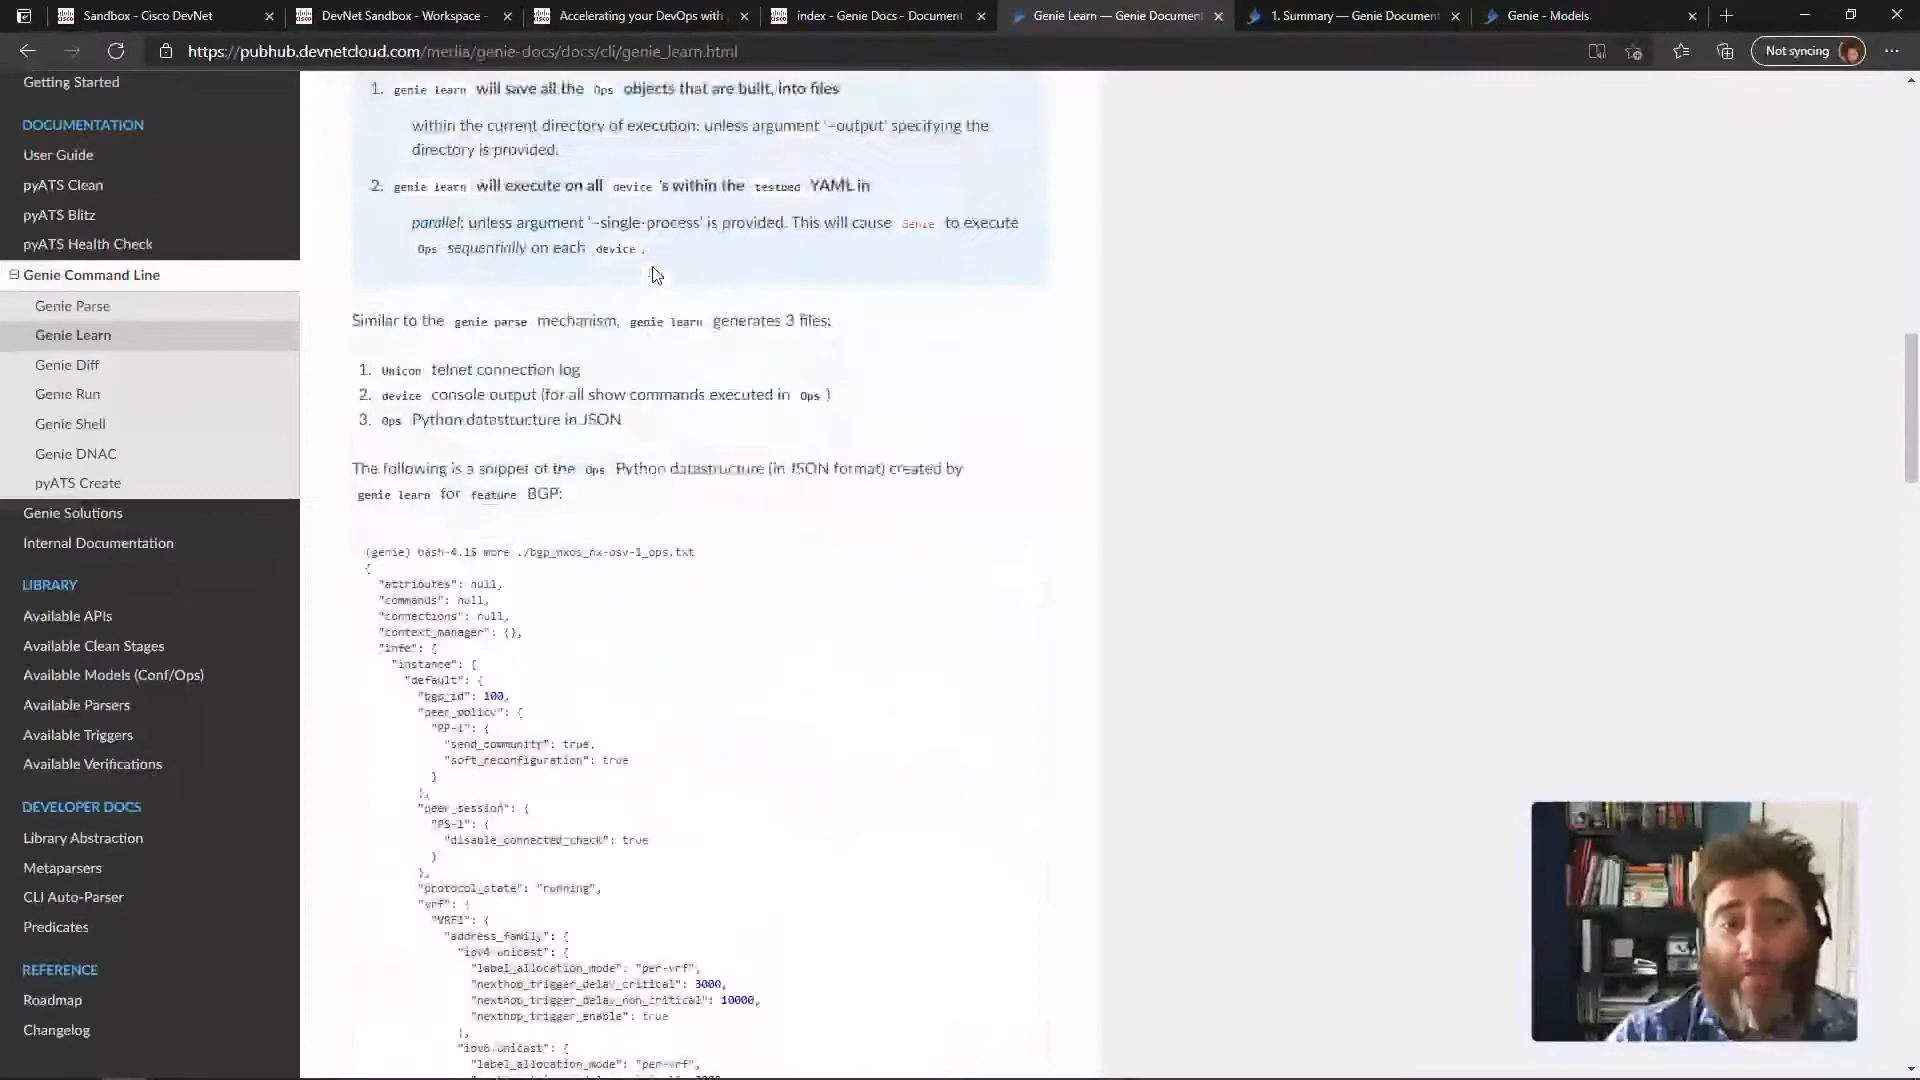 Sandbox - Cisco DevNet
DevNet Sandbox - Workspace -
Accelerating your DevOps with
index - Genie Docs - Document
Genie Learn — Genie Document
1. Summary — Genie Document
Genie - Models
https://pubhub.devnetcloud.com/media/genie-docs/docs/cli/genie_learn.html
Not syncing
Getting Started
DOCUMENTATION
User Guide
pyATS Clean
pyATS Blitz
pyATS Health Check
Genie Command Line
Genie Parse
Genie Learn
Genie Diff
Genie Run
Genie Shell
Genie DNAC
pyATS Create
Genie Solutions
Internal Documentation
LIBRARY
Available APIs
Available Clean Stages
Available Models (Conf/Ops)
Available Parsers
Available Triggers
Available Verifications
DEVELOPER DOCS
Library Abstraction
Metaparsers
CLI Auto-Parser
Predicates
REFERENCE
Roadmap
Changelog
1. genie learn will save all the Ops objects that are built, into files
within the current directory of execution: unless argument '–output' specifying the
directory is provided.
2. genie learn will execute on all device 's within the testbed YAML in
parallel; unless argument '–single-process' is provided. This will cause Genie to execute
Ops sequentially on each device .
Similar to the genie parse mechanism, genie learn generates 3 files:
1. Unicon telnet connection log
2. device console output (for all show commands executed in Ops )
3. Ops Python datastructure in JSON
The following is a snippet of the Ops Python datastructure (in JSON format) created by
genie learn for feature BGP:
(genie) bash-4.1$ more ./bgp_nxos_nx-osv-1_ops.txt
{
"attributes": null,
"commands": null,
"connections": null,
"context_manager": {},
"info": {
"instance": {
"default": {
"bgp_id": 100,
"peer_policy": {
"PP-1": {
"send_community": true,
"soft_reconfiguration": true
}
},
"peer_session": {
"PS-1": {
"disable_connected_check": true
}
},
"protocol_state": "running",
"vrf": {
"VRF1": {
"address_family": {
"ipv4 unicast": {
"label_allocation_mode": "per-vrf",
"nexthop_trigger_delay_critical": 3000,
"nexthop_trigger_delay_non_critical": 10000,
"nexthop_trigger_enable": true
},
"ipv6 unicast": {
"label_allocation_mode": "per-vrf",